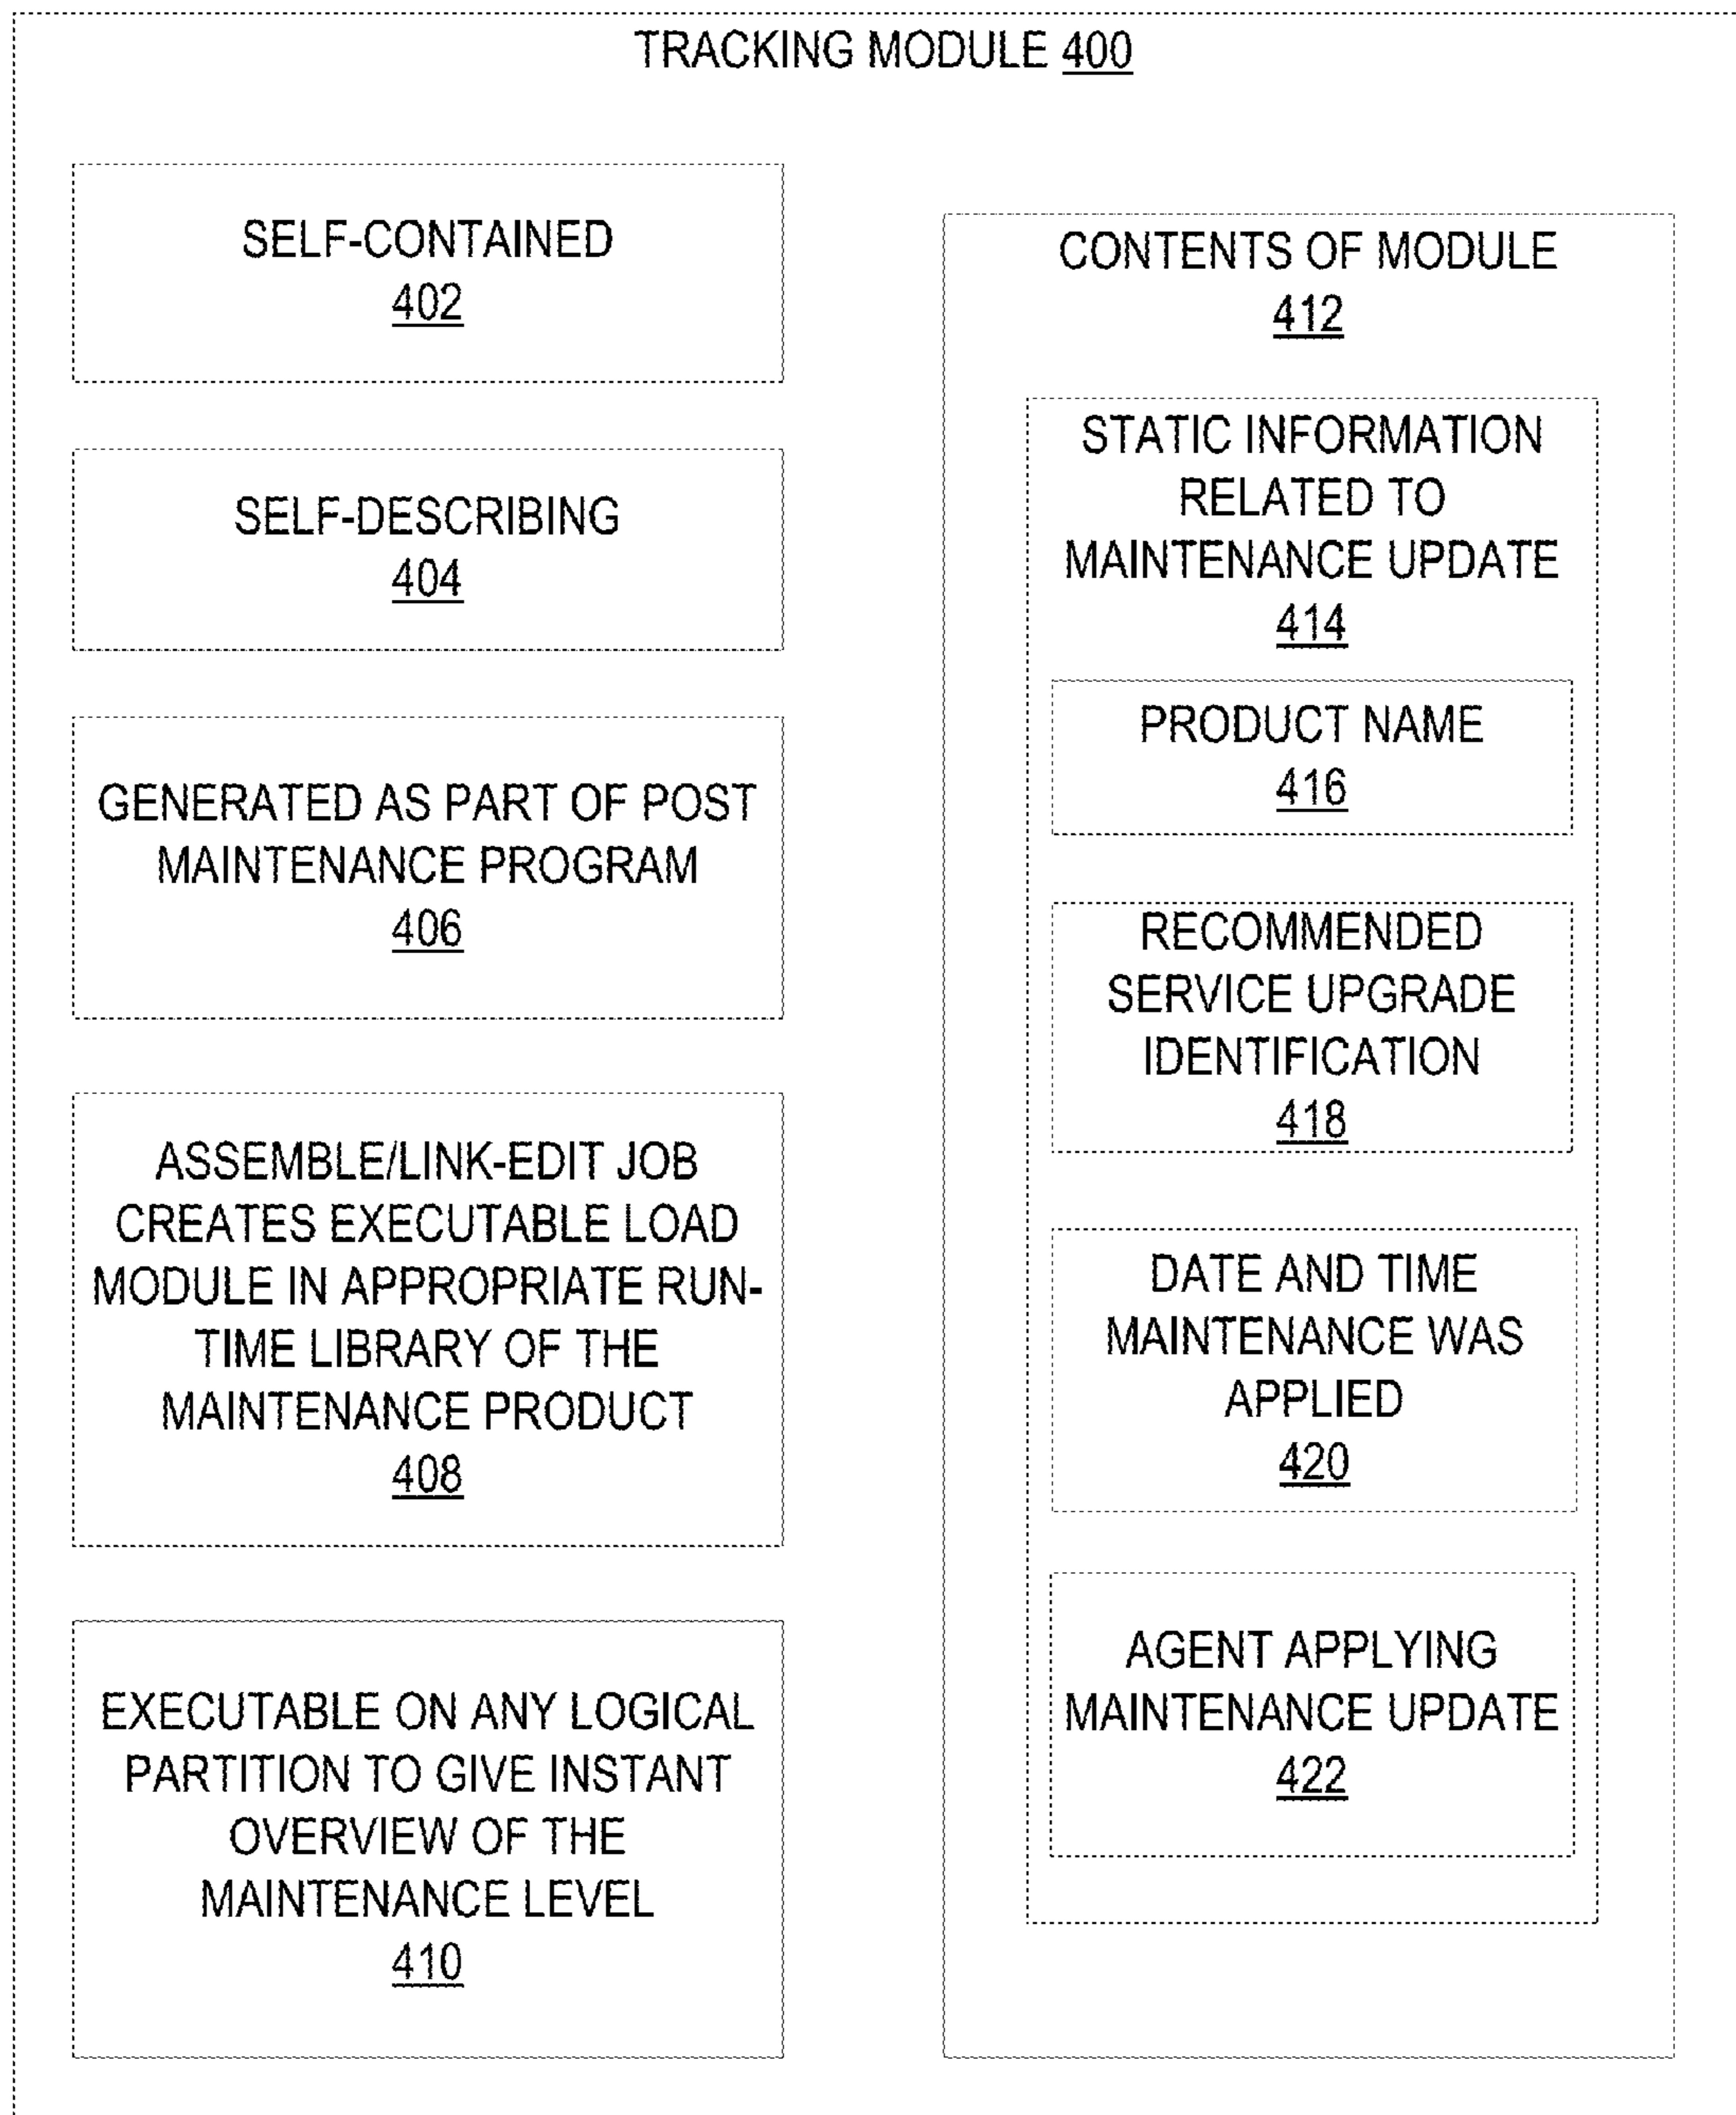 TRACKING MODULE 400
SELF-CONTAINED
402
SELF-DESCRIBING
404
GENERATED AS PART OF POST
MAINTENANCE PROGRAM
406
ASSEMBLE/LINK-EDIT JOB
CREATES EXECUTABLE LOAD
MODULE IN APPROPRIATE RUN-
TIME LIBRARY OF THE
MAINTENANCE PRODUCT
408
EXECUTABLE ON ANY LOGICAL
PARTITION TO GIVE INSTANT
OVERVIEW OF THE
MAINTENANCE LEVEL
410
CONTENTS OF MODULE
412
STATIC INFORMATION
RELATED TO
MAINTENANCE UPDATE
414
PRODUCT NAME
416
RECOMMENDED
SERVICE UPGRADE
IDENTIFICATION
418
DATE AND TIME
MAINTENANCE WAS
APPLIED
420
AGENT APPLYING
MAINTENANCE UPDATE
422